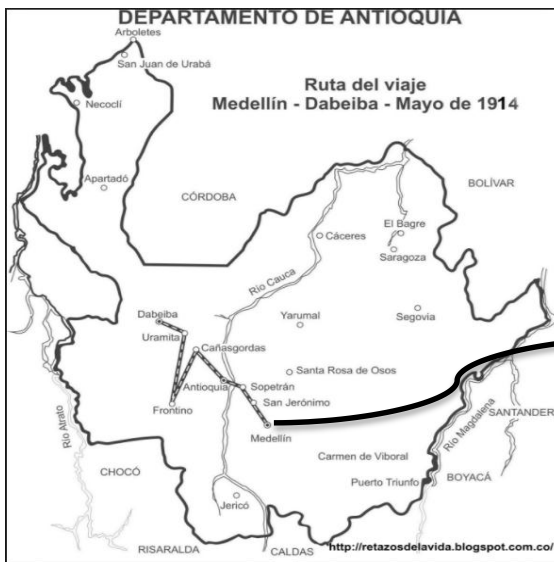 DEPARTAMENTO DE ANTIOQUIA
Arboletes
San Juan de Urabá
Ruta del viaje
Medellín - Dabeiba - Mayo de 1914
Necoclí
Apartadó
CÓRDOBA
BOLÍVAR
El Bagre
Cáceres
Saragoza
Río Cauca
Dabeiba
Uramita
Yarumal
Segovia
Cañasgordas
Santa Rosa de Osos
Antioquia
Sopetrán
San Jerónimo
Frontino
Medellín
SANTANDER
Río Atrato
Río Magdalena
Carmen de Viboral
CHOCÓ
Puerto Triunfo
BOYACÁ
Jericó
RISARALDA
CALDAS
http://retazosdelavida.blogspot.com.co/